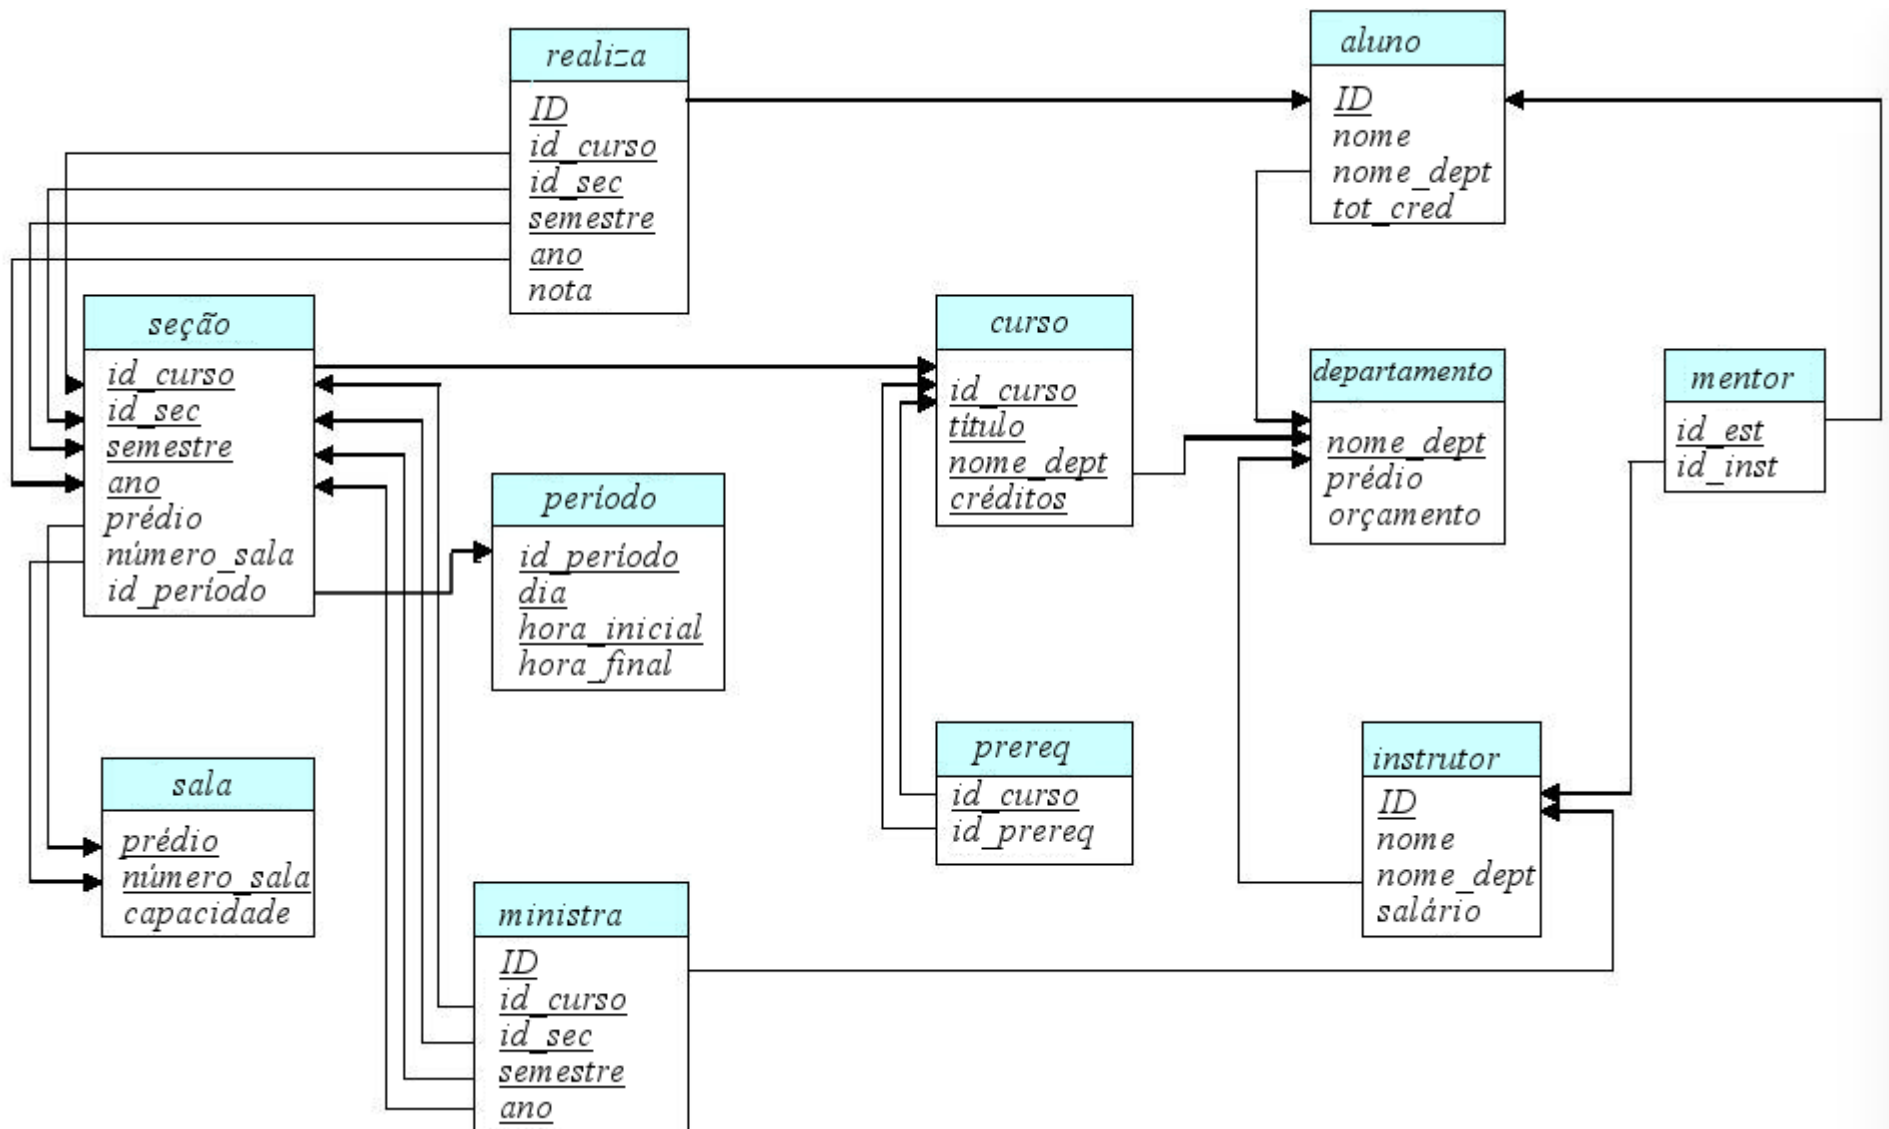 realiza
ID
id_curso
id_sec
semestre
ano
nota
aluno
ID
nome
nome_dept
tot_cred
seção
id_curso
id_sec
semestre
ano
prédio
número_sala
id_período
curso
id_curso
título
nome_dept
créditos
departamento
nome_dept
prédio
orçamento
mentor
id_est
id_inst
período
id_período
dia
hora_inicial
hora_final
sala
prédio
número_sala
capacidade
prereq
id_curso
id_prereq
instrutor
ID
nome
nome_dept
salário
ministra
ID
id_curso
id_sec
semestre
ano